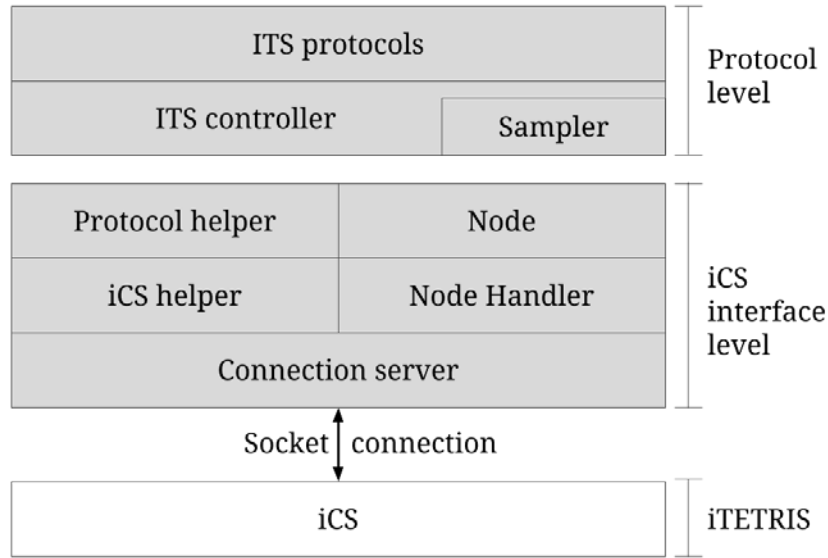 ITS protocols
Protocol
level
ITS controller
Sampler
Protocol helper
Node
iCS helper
Node Handler
iCS
interface
level
Connection server
Socket connection
iCS
iTETRIS